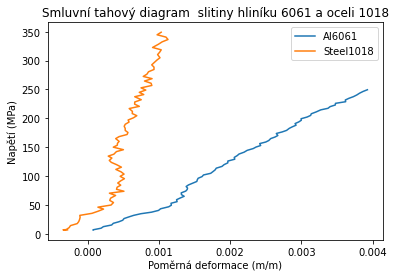 Smluvní tahový diagram  slitiny hliníku 6061 a oceli 1018
Al6061
Steel1018
Napětí (MPa)
350
300
250
200
150
100
50
0
0.000
0.001
0.002
0.003
0.004
Poměrná deformace (m/m)